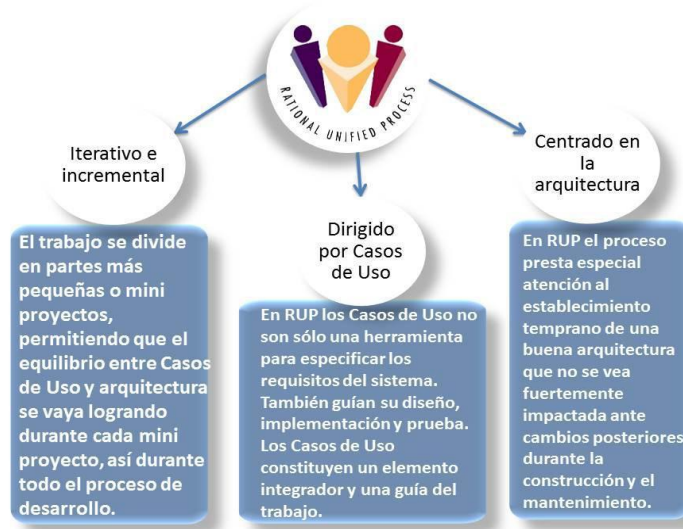 RATIONAL UNIFIED PROCESS
Iterativo e
incremental
El trabajo se divide
en partes más
pequeñas o mini
proyectos,
permitiendo que el
equilibrio entre Casos
de Uso y arquitectura
se vaya logrando
durante cada mini
proyecto, así durante
todo el proceso de
desarrollo.
Dirigido
por Casos
de Uso
En RUP los Casos de Uso no
son sólo una herramienta
para especificar los
requisitos del sistema.
También guían su diseño,
implementación y prueba.
Los Casos de Uso
constituyen un elemento
integrador y una guía del
trabajo.
Centrado en
la
arquitectura
En RUP el proceso
presta especial
atención al
establecimiento
temprano de una
buena arquitectura
que no se vea
fuertemente
impactada ante
cambios posteriores
durante la
construcción y el
mantenimiento.